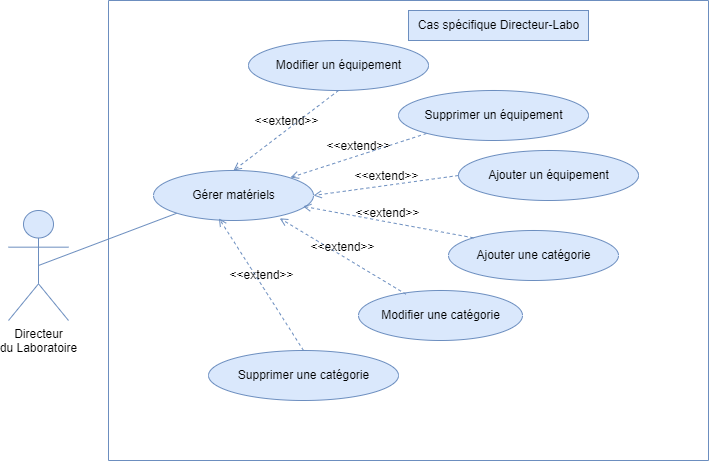 Cas spécifique Directeur-Labo
Modifier un équipement
<<extend>>
Supprimer un équipement
<<extend>>
Ajouter un équipement
<<extend>>
Gérer matériels
<<extend>>
Ajouter une catégorie
<<extend>>
<<extend>>
Modifier une catégorie
Directeur
du Laboratoire
Supprimer une catégorie